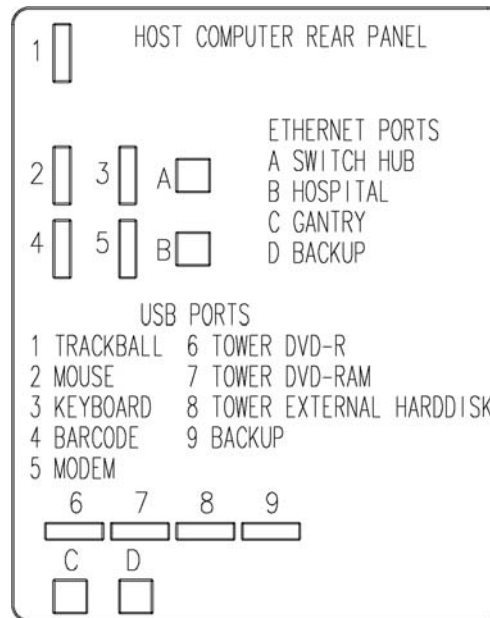 1 HOST COMPUTER REAR PANEL
ETHERNET PORTS
2 3 A A SWITCH HUB
B HOSPITAL
C GANTRY
4 5 B D BACKUP
USB PORTS
1 TRACKBALL 6 TOWER DVD-R
2 MOUSE 7 TOWER DVD-RAM
3 KEYBOARD 8 TOWER EXTERNAL HARDDISK
4 BARCODE 9 BACKUP
5 MODEM
6 7 8 9
C D